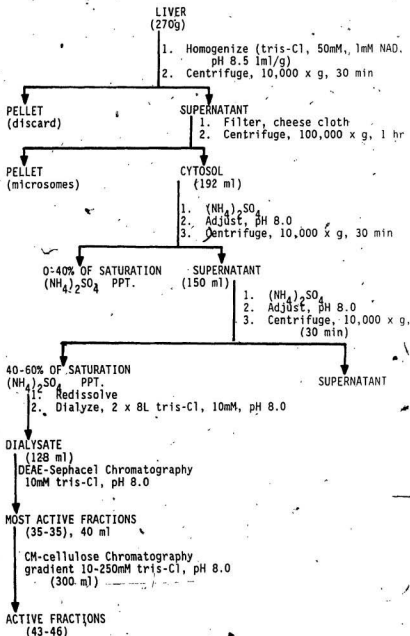 LIVER
(270g)
1. Homogenize (tris-Cl, 50mM, 1mM NAD.
pH 8.5 1ml/g)
2. Centrifuge, 10,000 x g, 30 min
PELLET
(discard)
SUPERNATANT
1. Filter, cheese cloth
2. Centrifuge, 100,000 x g, 1 hr
PELLET
(microsomes)
CYTOSOL
(192 ml)
1. (NH4)2SO4
2. Adjust, pH 8.0
3. Centrifuge, 10,000 x g, 30 min
0-40% OF SATURATION
(NH4)2SO4 PPT.
SUPERNATANT
(150 ml)
1. (NH4)2SO4
2. Adjust, pH 8.0
3. Centrifuge, 10,000 x g,
(30 min)
40-60% OF SATURATION
(NH4)2SO4 PPT.
1. Redissolve
2. Dialyze, 2 x 8L tris-Cl, 10mM, pH 8.0
SUPERNATANT
DIALYSATE
(128 ml)
DEAE-Sephacel Chromatography
10mM tris-Cl, pH 8.0
MOST ACTIVE FRACTIONS
(35-35), 40 ml
CM-cellulose Chromatography
gradient 10-250mM tris-Cl, pH 8.0
(300 ml)
ACTIVE FRACTIONS
(43-46)